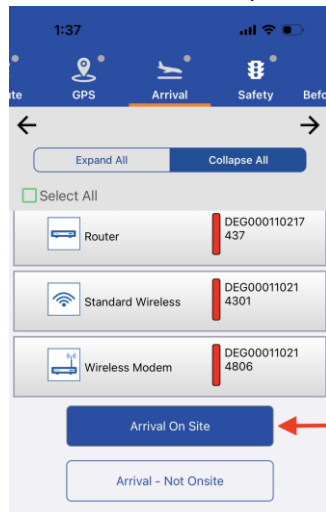 1:37
te GPS Arrival Safety Befo
Expand All Collapse All
Select All
Router DEG000110217
437
Standard Wireless DEG00011021
4301
Wireless Modem DEG00011021
4806
Arrival On Site
Arrival - Not Onsite